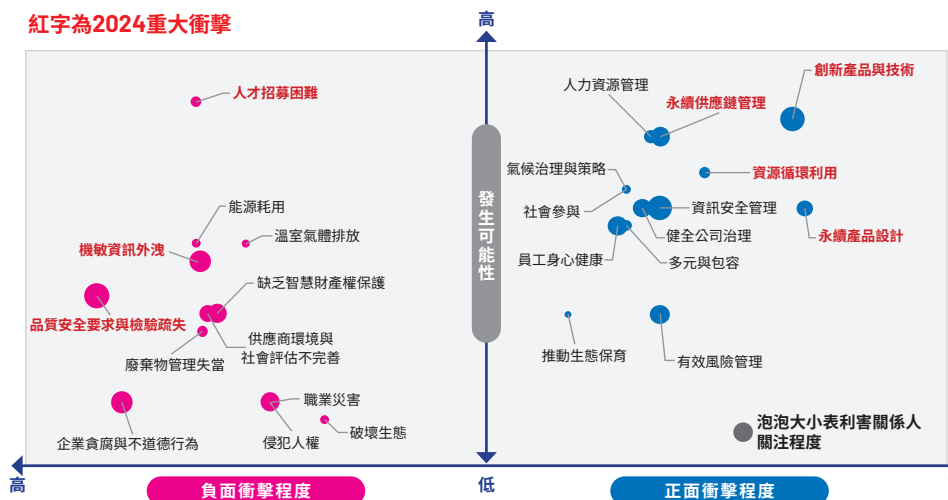 紅字為2024重大衝擊
高
人才招募困難
能源耗用
溫室氣體排放
機敏資訊外洩
缺乏智慧財產權保護
品質安全要求與檢驗疏失
供應商環境與
社會評估不完善
廢棄物管理失當
職業災害
企業貪腐與不道德行為
侵犯人權
破壞生態
發生可能性
創新產品與技術
人力資源管理
永續供應鏈管理
氣候治理與策略
資源循環利用
社會參與
資訊安全管理
健全公司治理
永續產品設計
員工身心健康
多元與包容
推動生態保育
有效風險管理
泡泡大小表利害關係人
關注程度
高
負面衝擊程度
低
正面衝擊程度